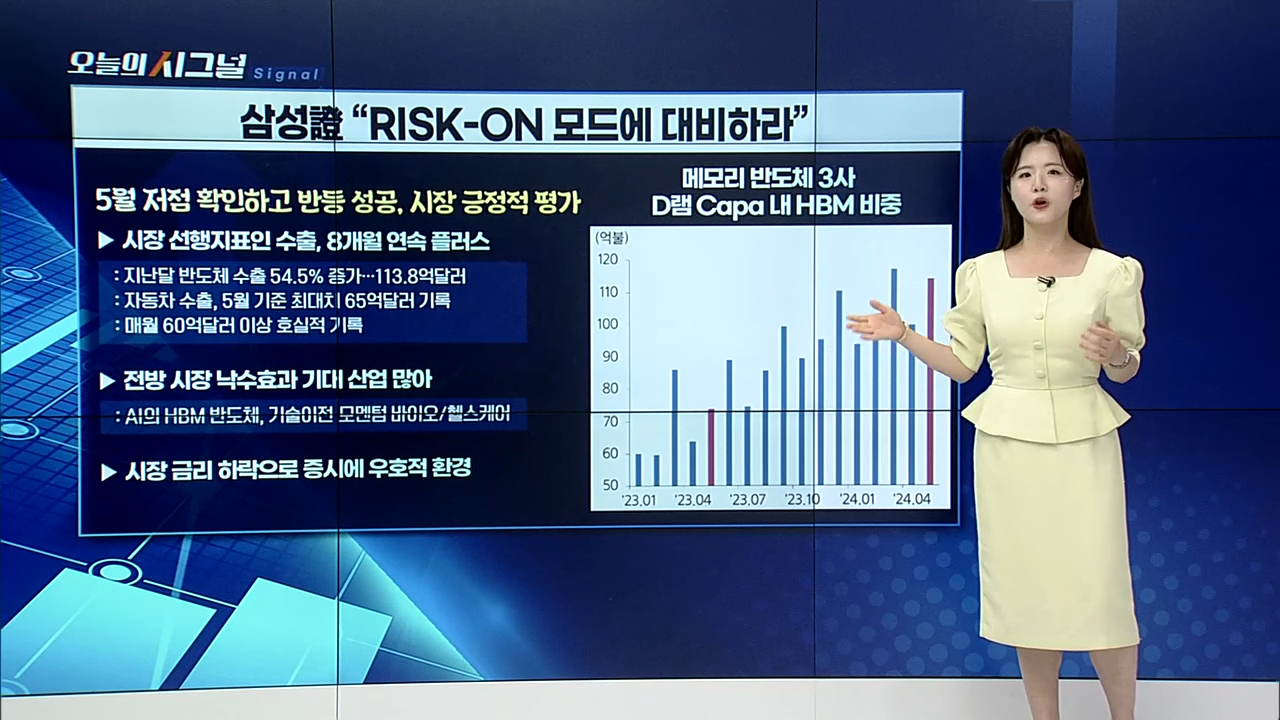 오늘의 시그널 Signal
삼성證 “RISK-ON 모드에 대비하라”
5월 저점 확인하고 반등 성공, 시장 긍정적 평가
▶ 시장 선행지표인 수출, 8개월 연속 플러스
: 지난달 반도체 수출 54.5% 증가…113.8억달러
: 자동차 수출, 5월 기준 최대치 65억달러 기록
: 매월 60억달러 이상 호실적 기록
▶ 전방 시장 낙수효과 기대 산업 많아
: AI의 HBM 반도체, 기술이전 모멘텀 바이오/헬스케어
▶ 시장 금리 하락으로 증시에 우호적 환경
메모리 반도체 3사
D램 Capa 내 HBM 비중
(억불)
120
110
100
90
80
70
60
50
'23.01 '23.04 '23.07 '23.10 '24.01 '24.04